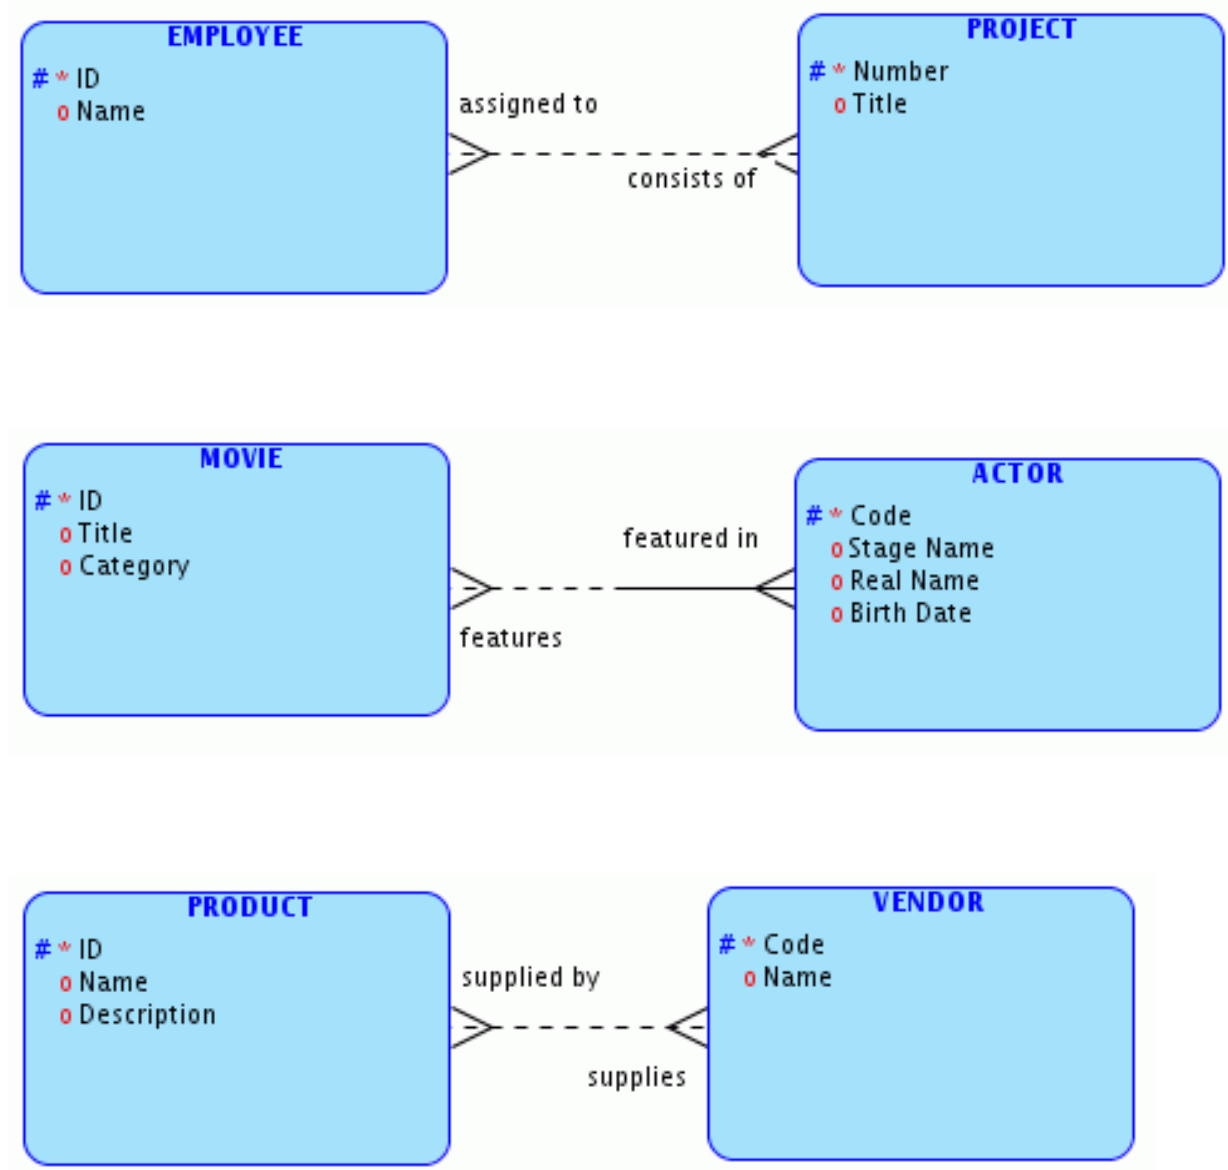 EMPLOYEE
# * ID
o Name
assigned to
consists of
PROJECT
# * Number
o Title
MOVIE
# * ID
o Title
o Category
featured in
features
ACTOR
# * Code
o Stage Name
o Real Name
o Birth Date
PRODUCT
# * ID
o Name
o Description
supplied by
supplies
VENDOR
# * Code
o Name